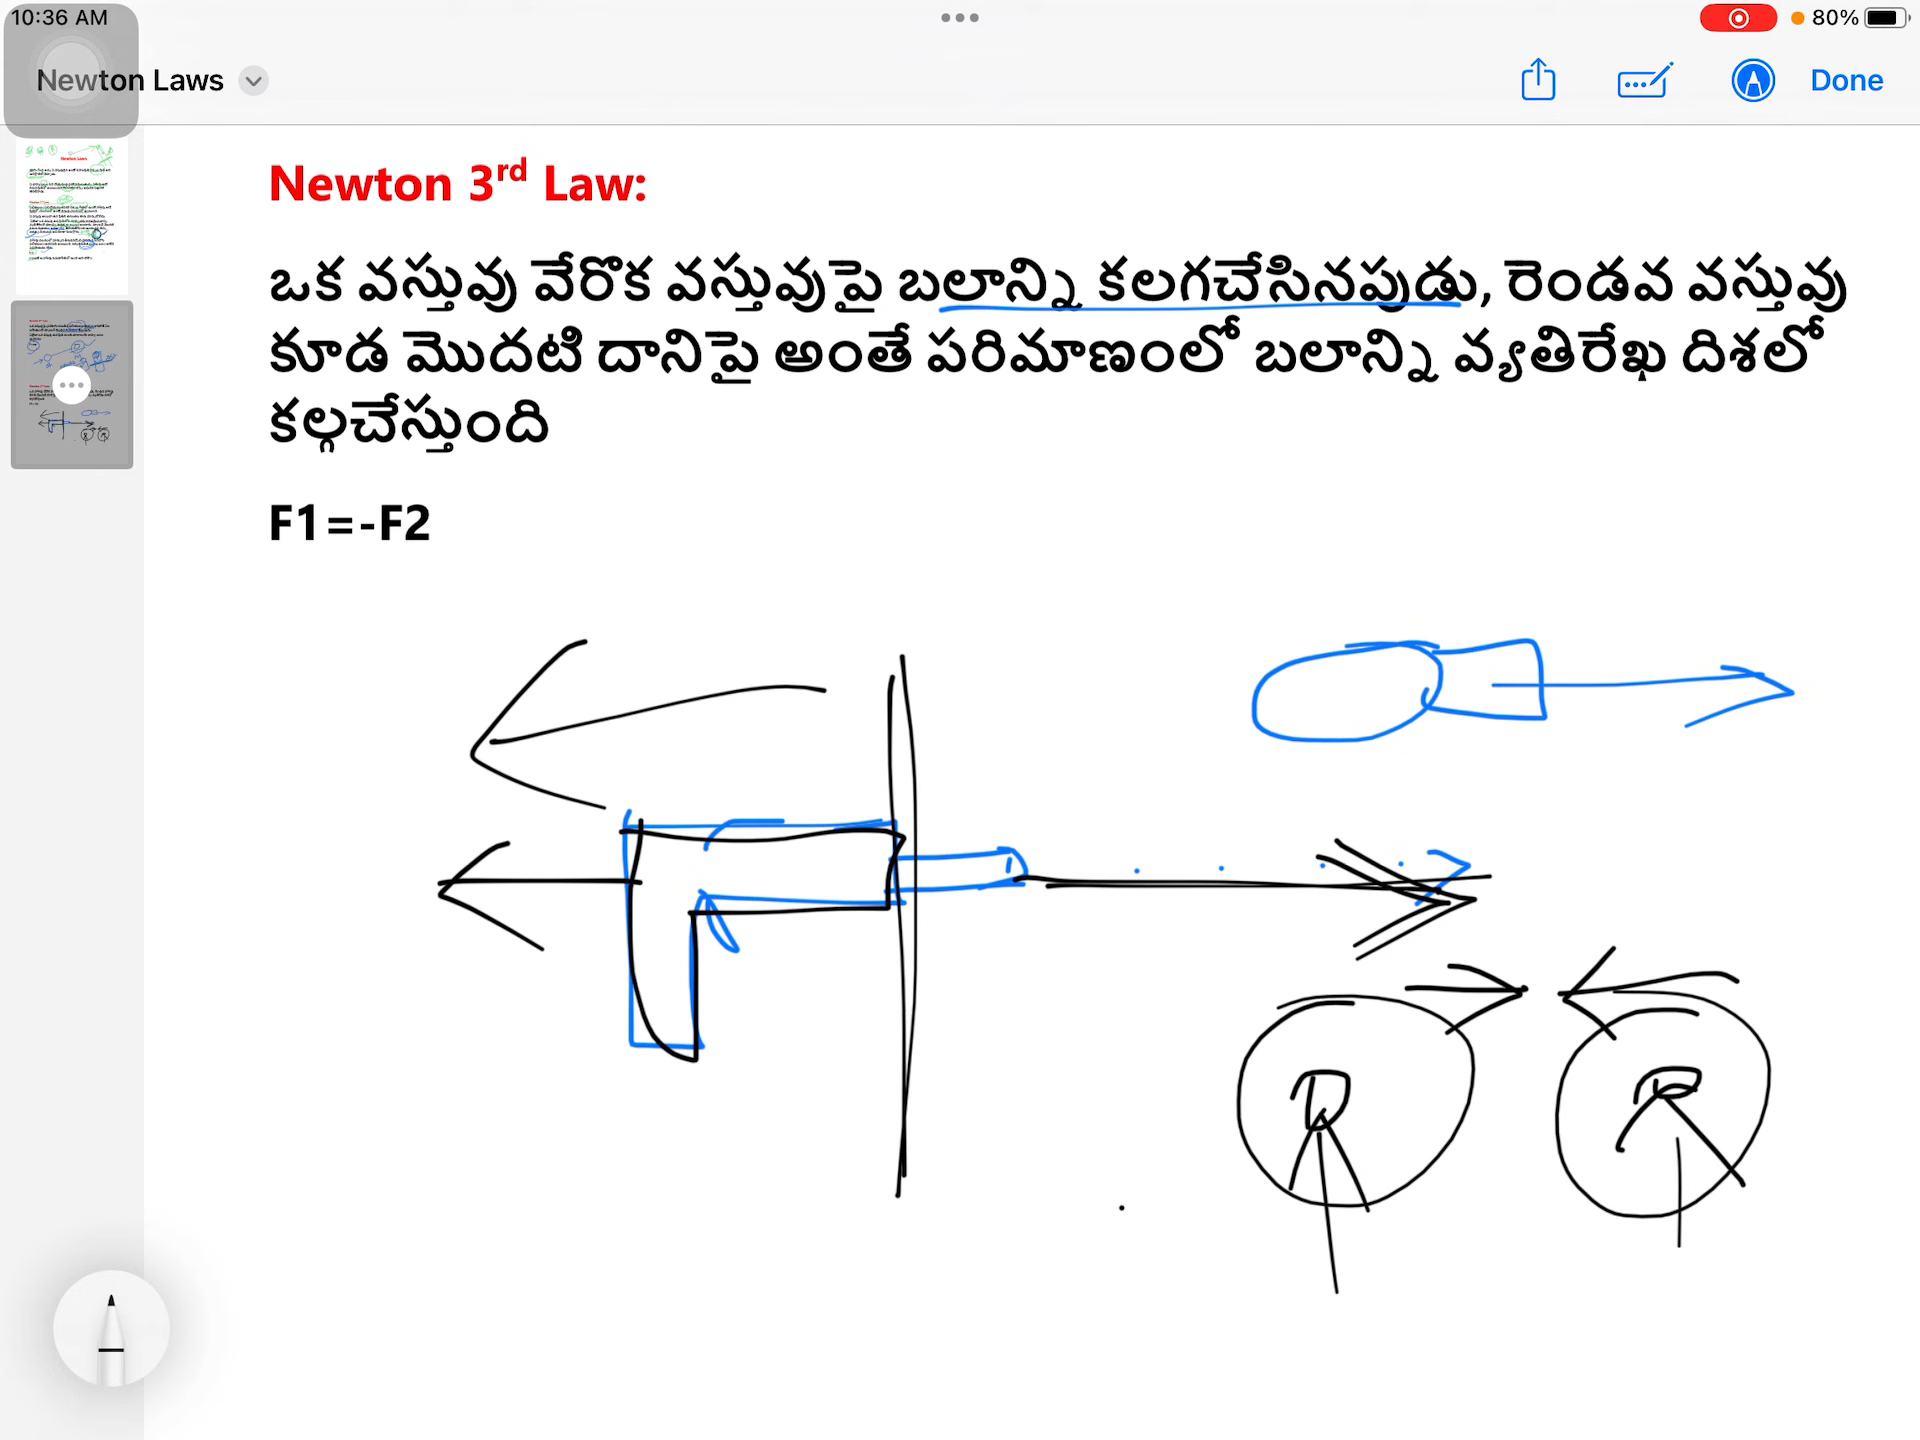 10:36 AM
80%
Newton Laws
Done
Newton 3rd Law:
ఒక వస్తువు వేరొక వస్తువుపై బలాన్ని కలగచేసినపుడు, రెండవ వస్తువు
కూడ మొదటి దానిపై అంతే పరిమాణంలో బలాన్ని వ్యతిరేఖ దిశలో
కల్గచేస్తుంది
F1=-F2